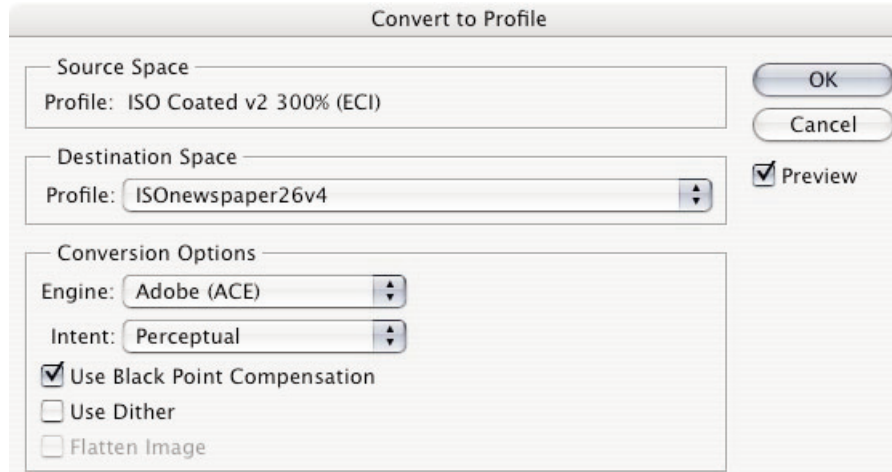 Convert to Profile
Source Space
Profile: ISO Coated v2 300% (ECI)
OK
Cancel
Destination Space
Profile: ISOnewspaper26v4
Preview
Conversion Options
Engine: Adobe (ACE)
Intent: Perceptual
Use Black Point Compensation
Use Dither
Flatten Image